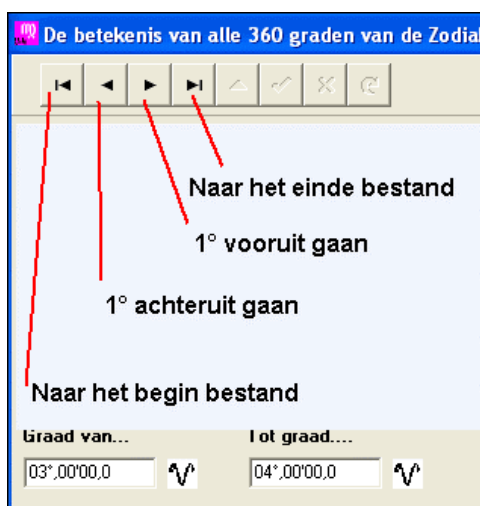 De betekenis van alle 360 graden van de Zodia
Naar het einde bestand
1° vooruit gaan
1° achteruit gaan
Naar het begin bestand
Graad van... Tot graad....
03°,00'00,0 04°,00'00,0